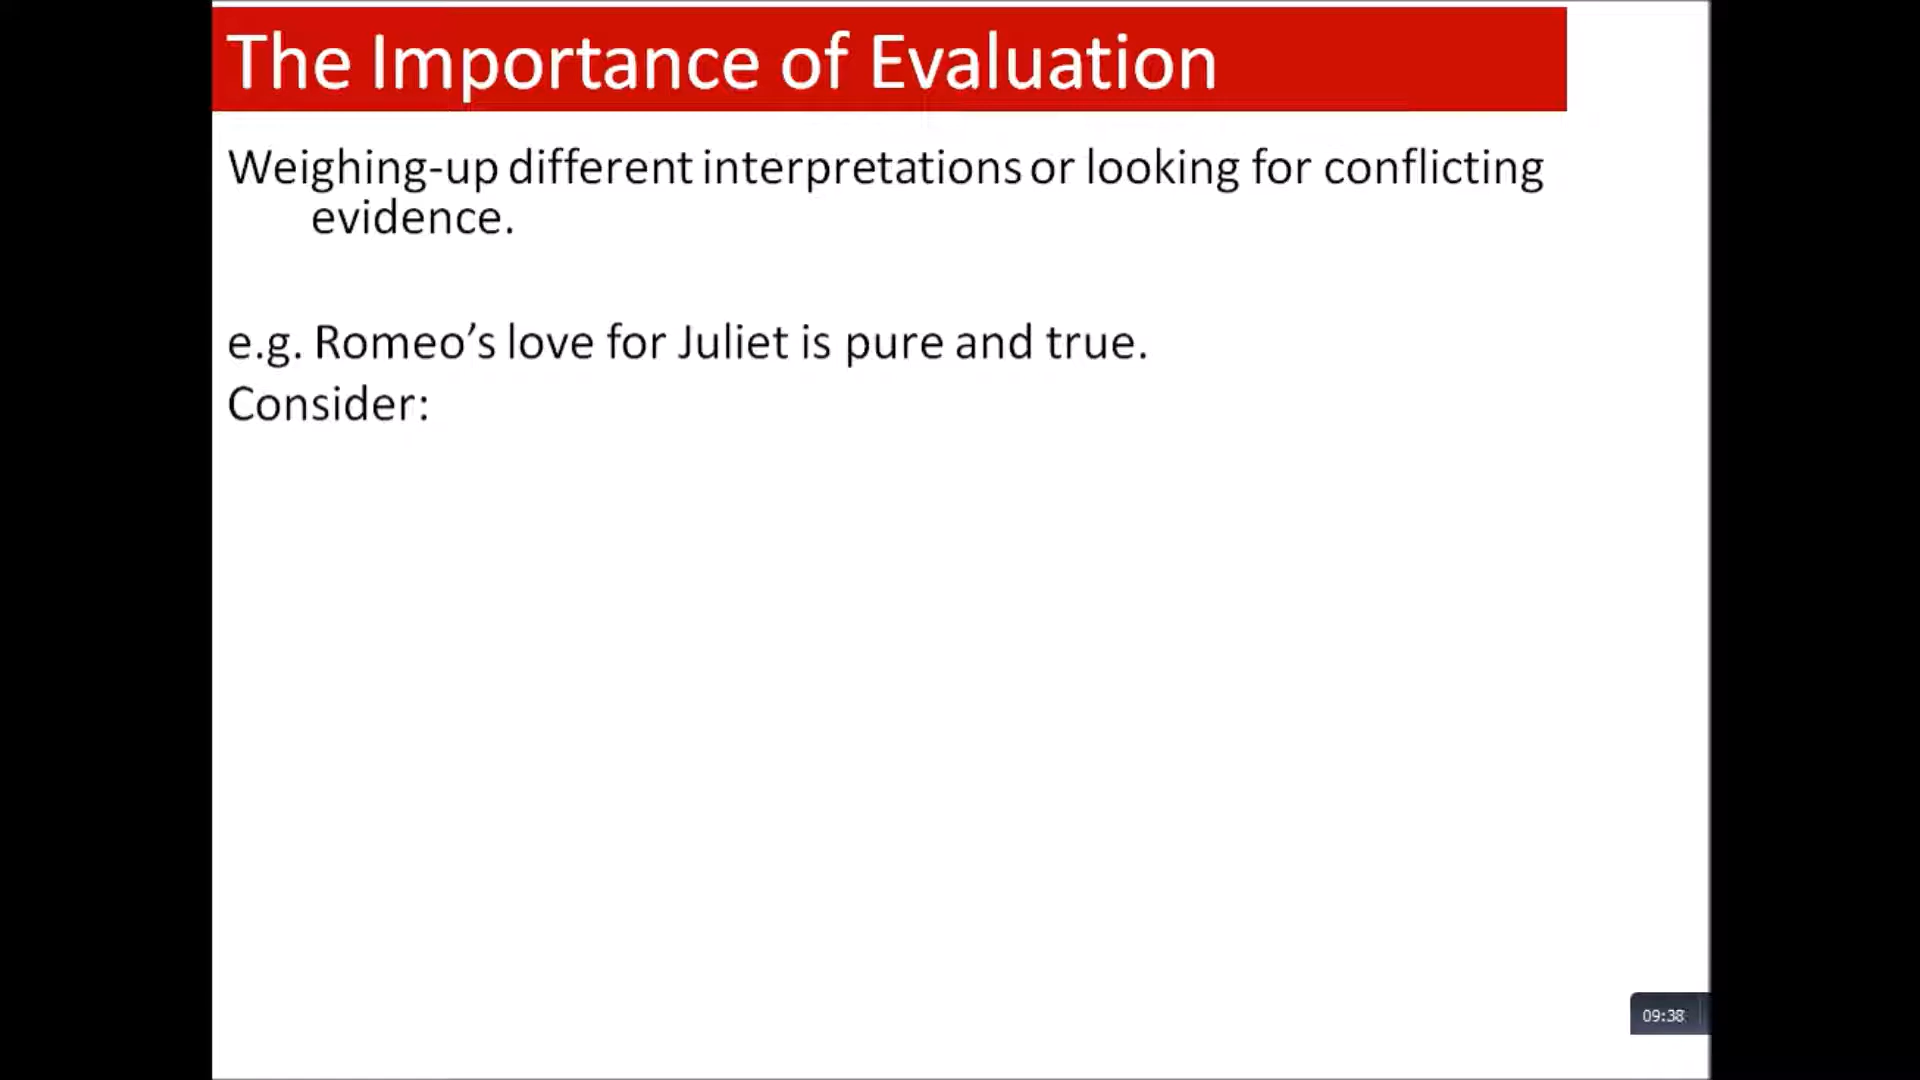 The Importance of Evaluation
Weighing-up different interpretations or looking for conflicting
evidence.
e.g. Romeo’s love for Juliet is pure and true.
Consider:
09:38